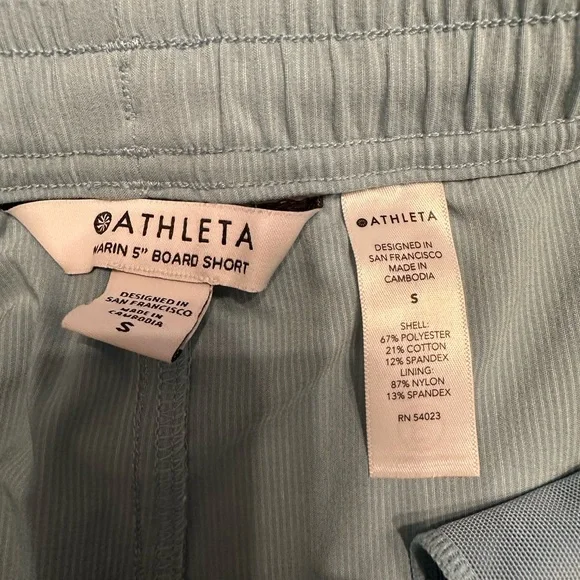 ATHLETA
MARIN 5" BOARD SHORT
DESIGNED IN
SAN FRANCISCO
MADE IN
CAMBODIA
S
ATHLETA
DESIGNED IN
SAN FRANCISCO
MADE IN
CAMBODIA
S
SHELL:
67% POLYESTER
21% COTTON
12% SPANDEX
LINING:
87% NYLON
13% SPANDEX
RN 54023